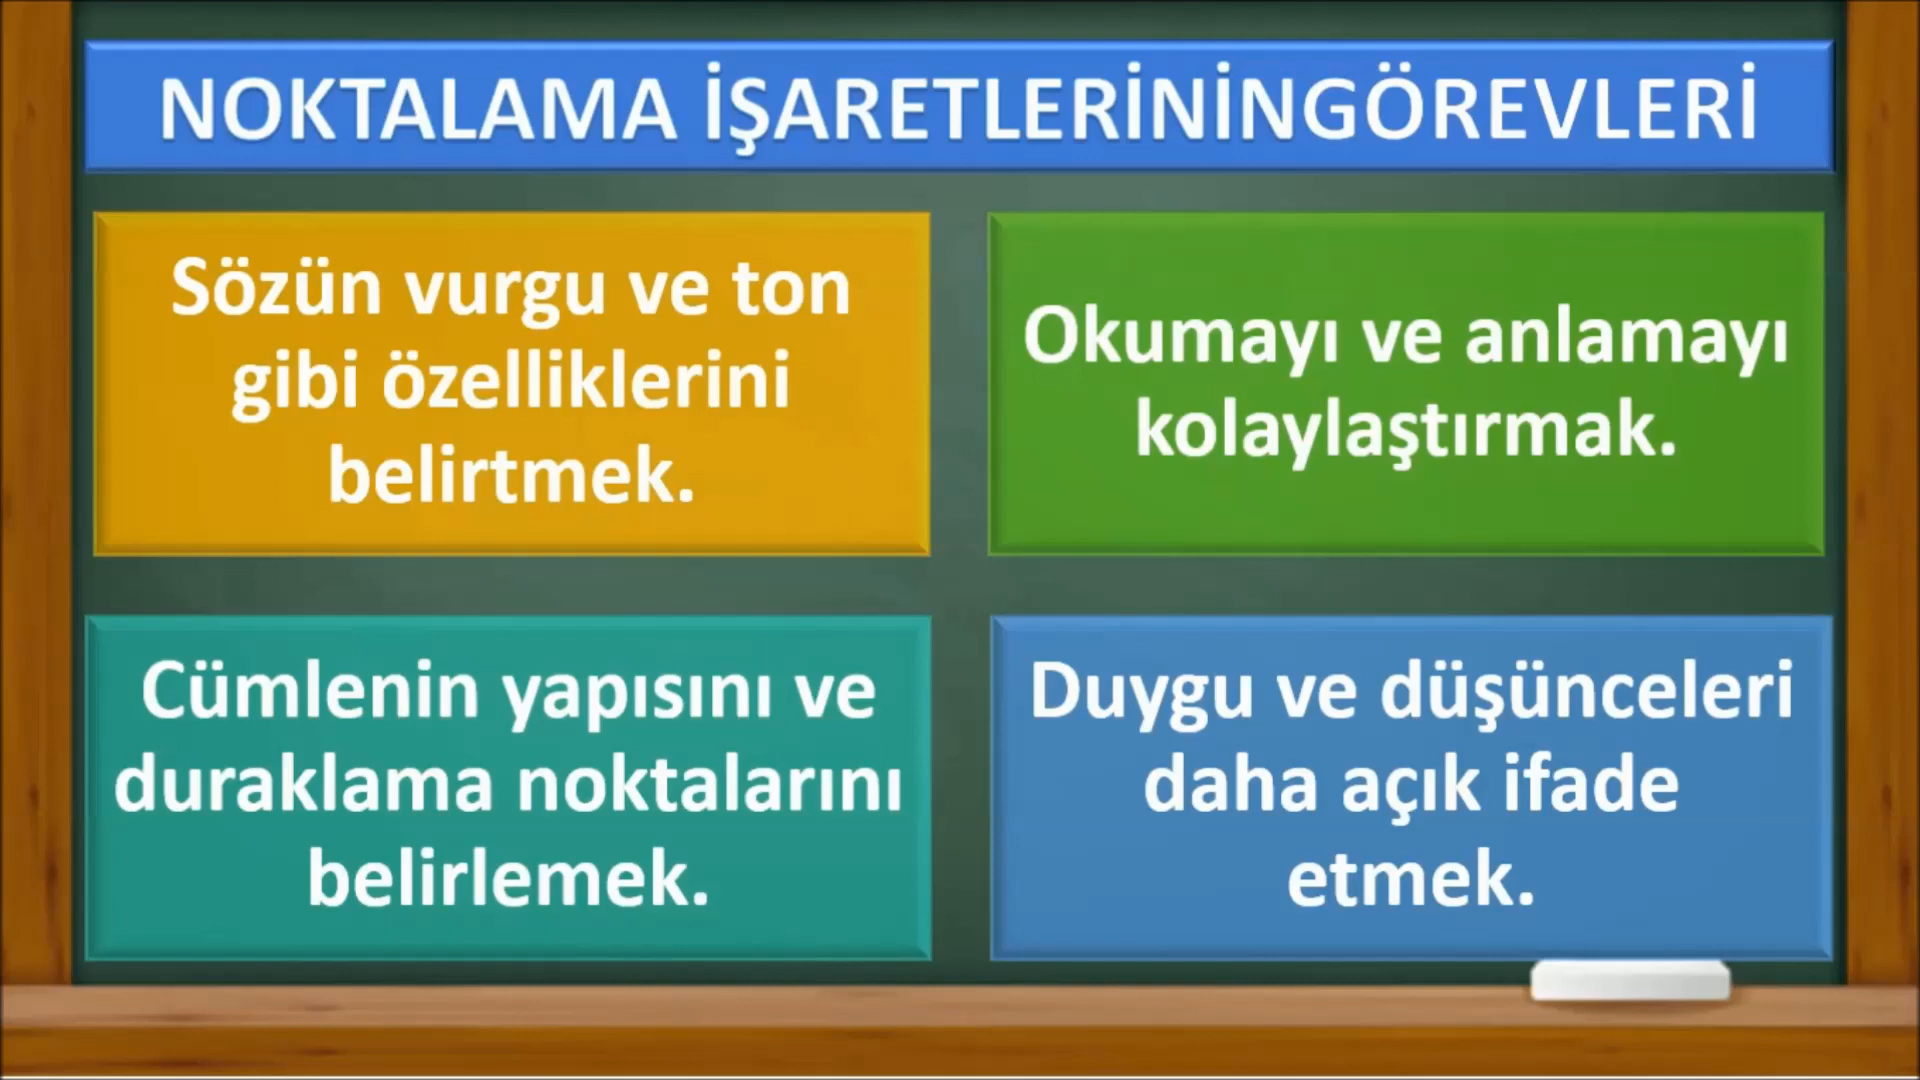 NOKTALAMA İŞARETLERİNİNGÖREVLERİ
Sözün vurgu ve ton
gibi özelliklerini
belirtmek.
Okumayı ve anlamayı
kolaylaştırmak.
Cümlenin yapısını ve
duraklama noktalarını
belirlemek.
Duygu ve düşünceleri
daha açık ifade
etmek.